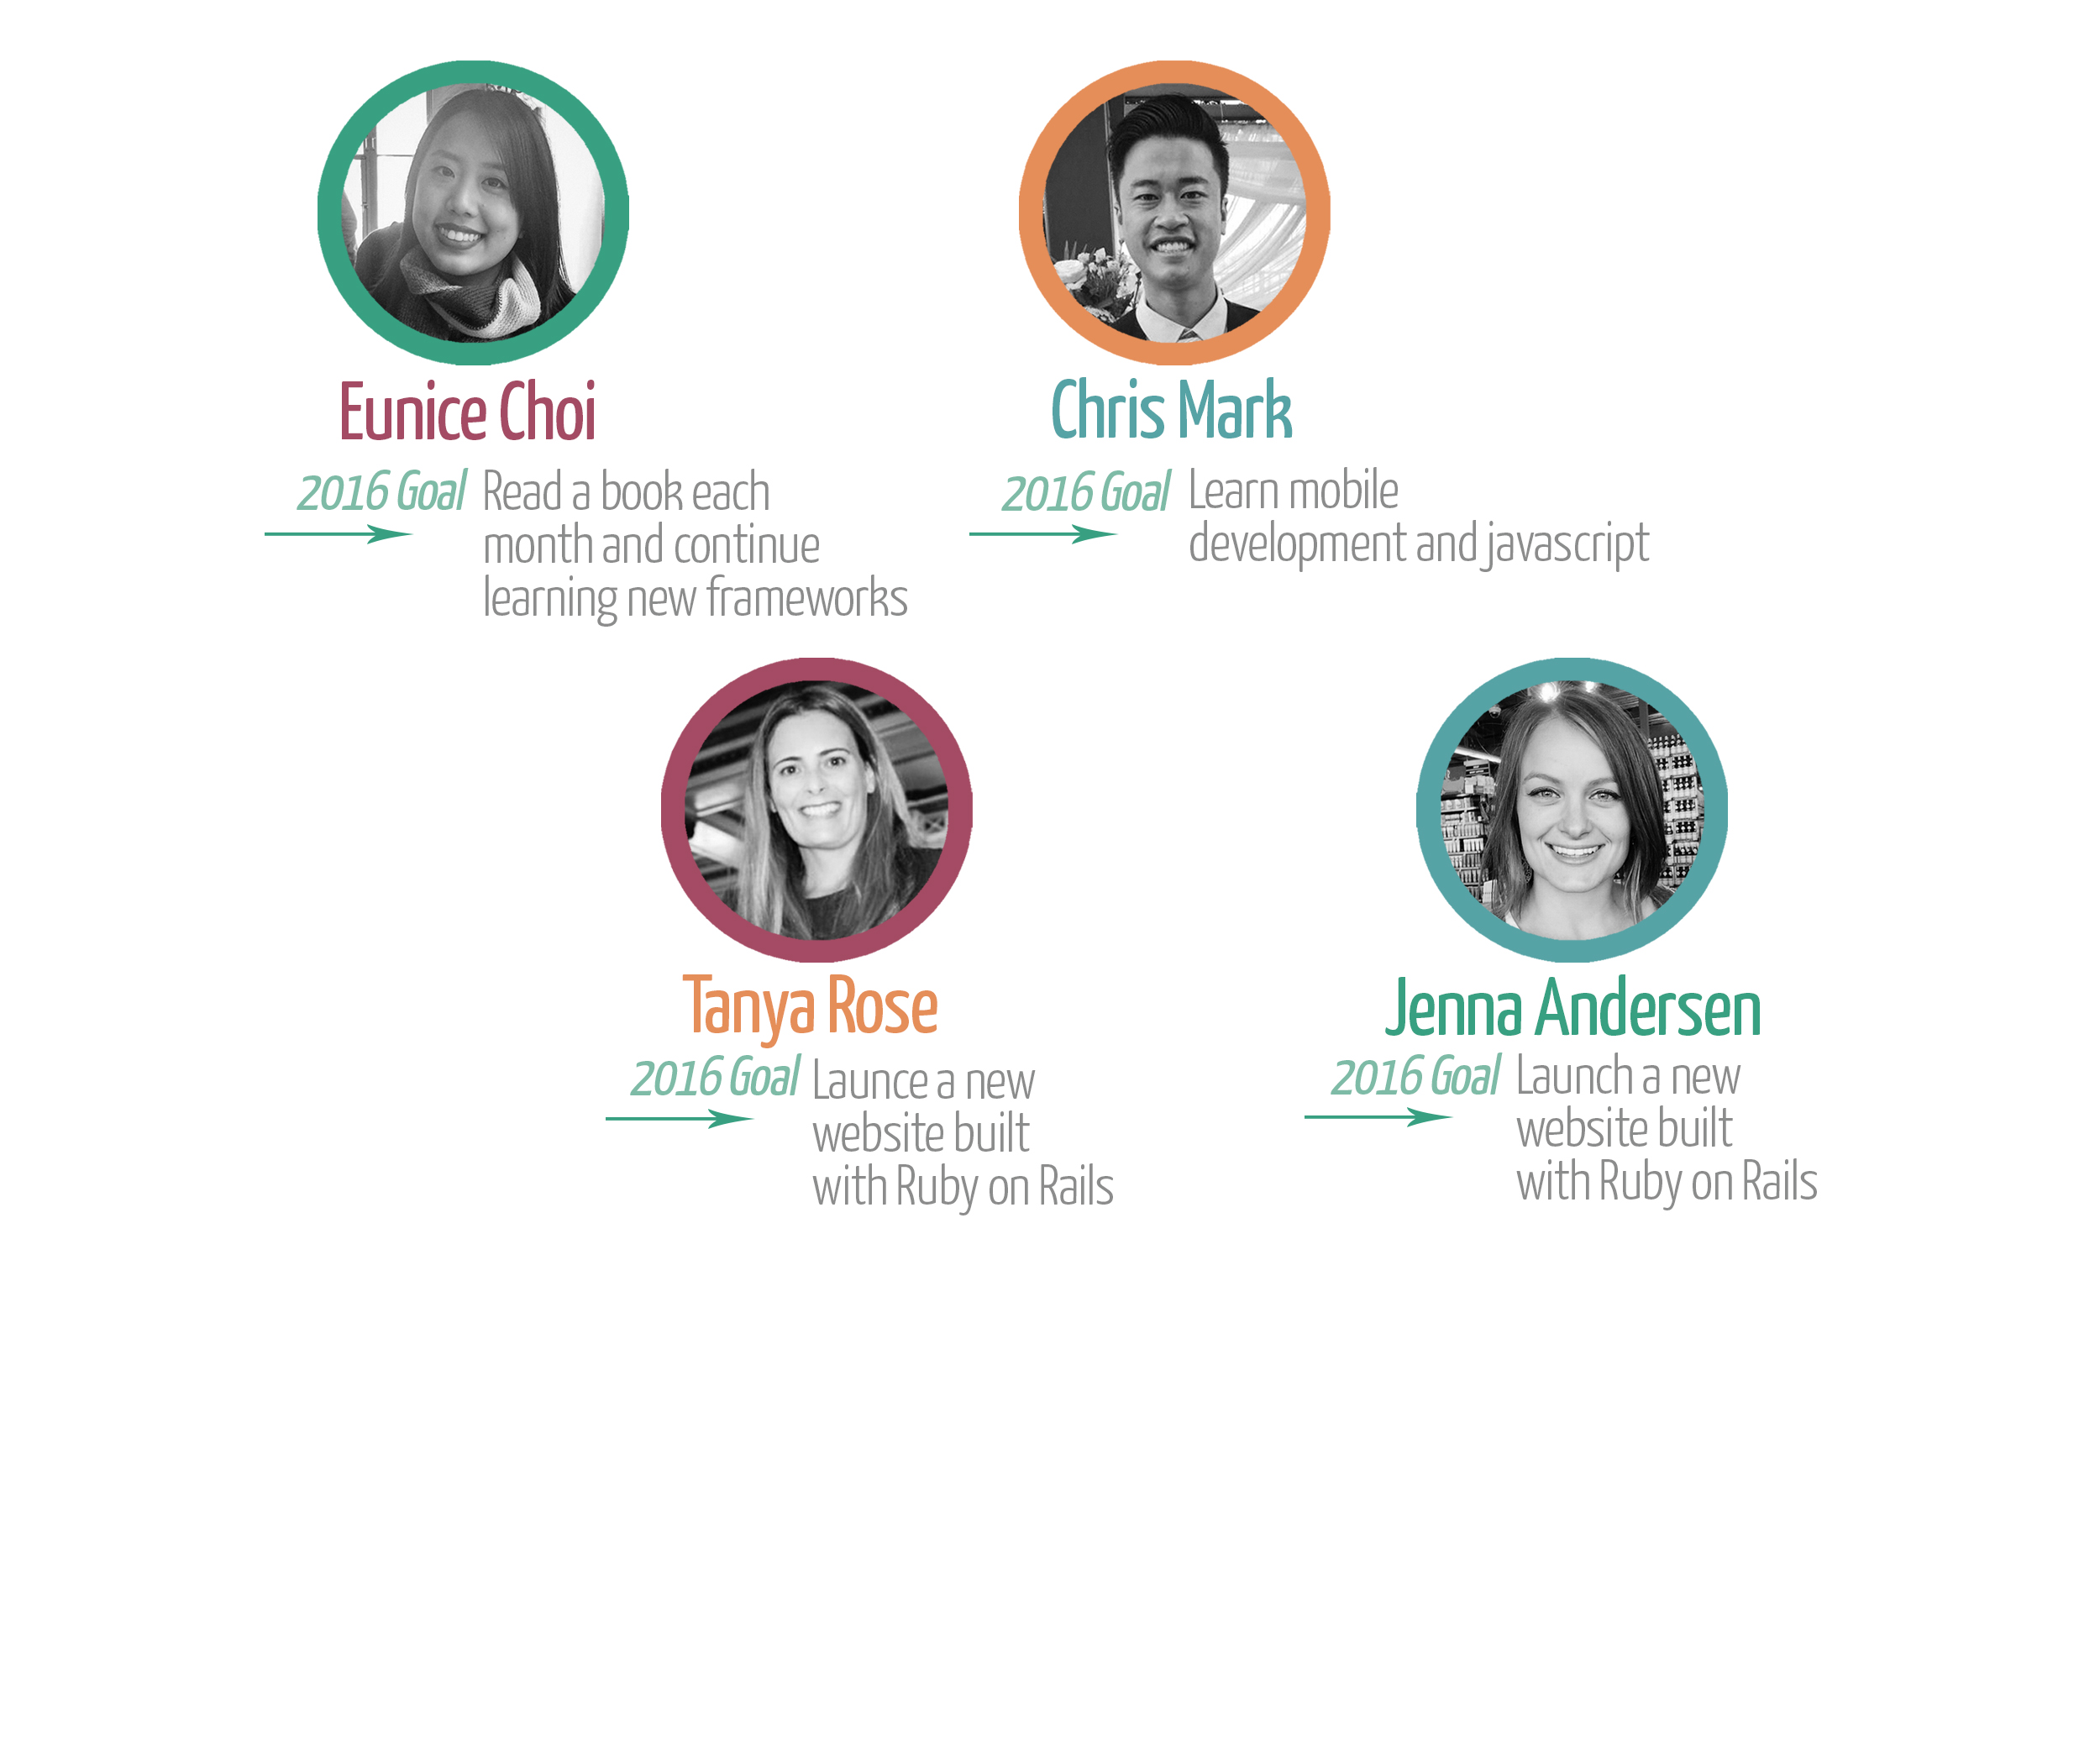 Eunice Choi
2016 Goal Read a book each
month and continue
learning new frameworks
Chris Mark
2016 Goal Learn mobile
development and javascript
Tanya Rose
2016 Goal Launce a new
website built
with Ruby on Rails
Jenna Andersen
2016 Goal Launch a new
website built
with Ruby on Rails